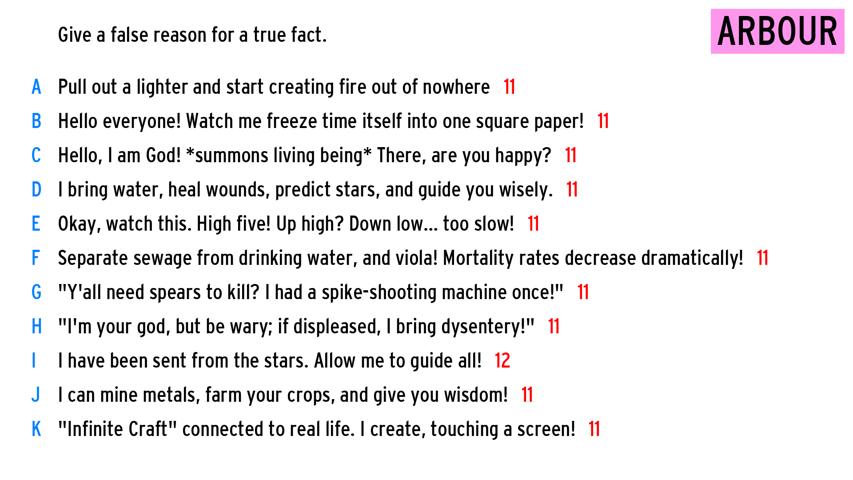 Give a false reason for a true fact.
ARBOUR
A Pull out a lighter and start creating fire out of nowhere 11
B Hello everyone! Watch me freeze time itself into one square paper! 11
C Hello, I am God! *summons living being* There, are you happy? 11
D I bring water, heal wounds, predict stars, and guide you wisely. 11
E Okay, watch this. High five! Up high? Down low... too slow! 11
F Separate sewage from drinking water, and viola! Mortality rates decrease dramatically! 11
G "Y'all need spears to kill? I had a spike-shooting machine once!" 11
H "I'm your god, but be wary; if displeased, I bring dysentery!" 11
I I have been sent from the stars. Allow me to guide all! 12
J I can mine metals, farm your crops, and give you wisdom! 11
K "Infinite Craft" connected to real life. I create, touching a screen! 11